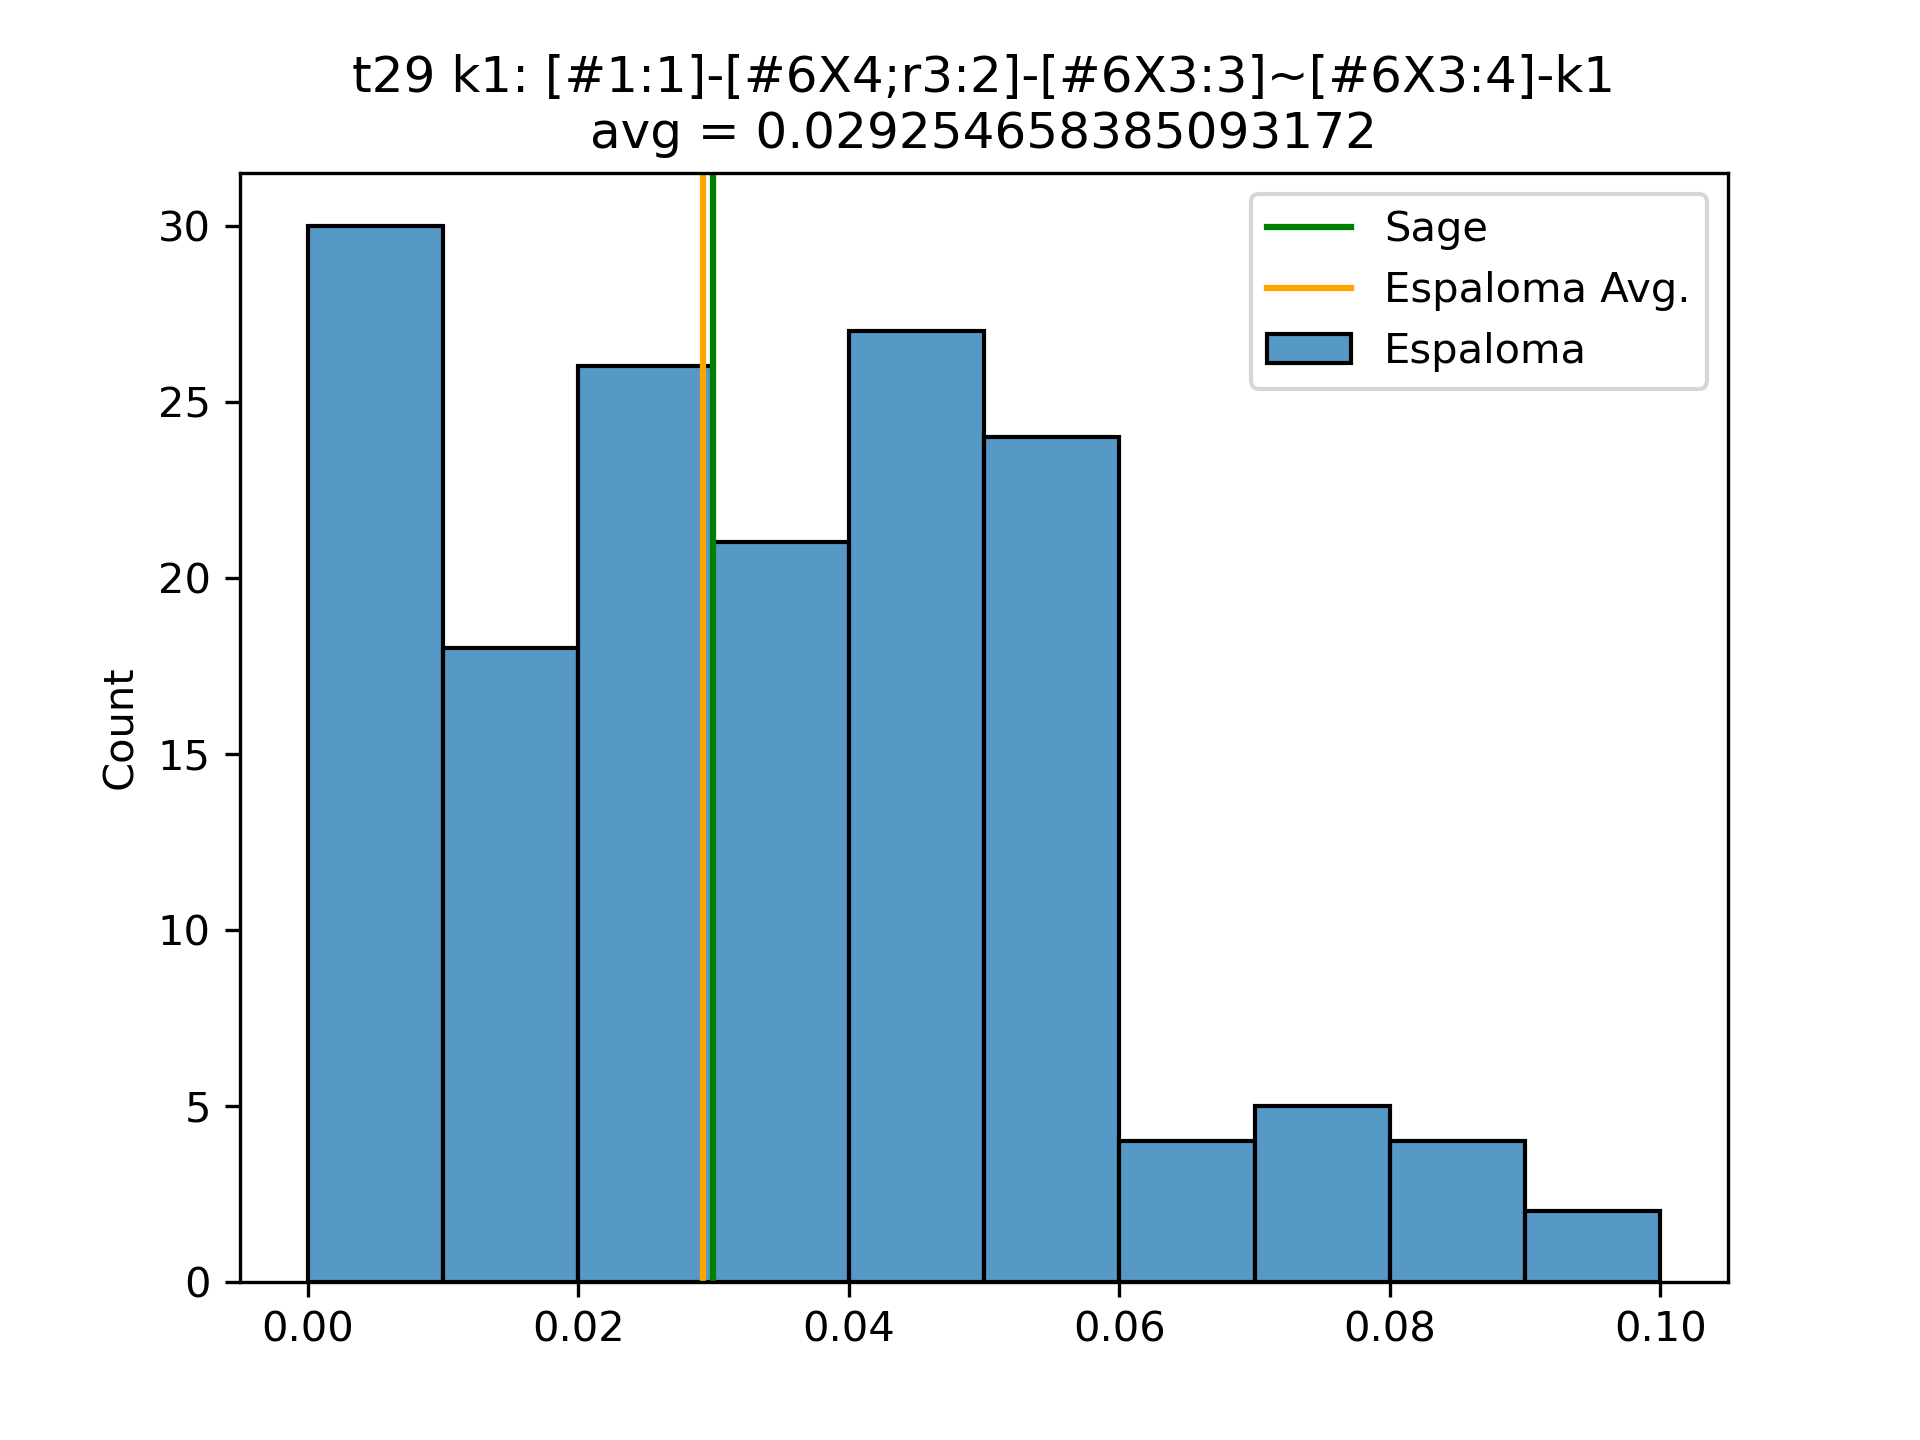 t29 k1: [#1:1]-[#6X4;r3:2]-[#6X3:3]~[#6X3:4]-k1
avg = 0.029254658385093172
Sage
Espaloma Avg.
Espaloma
Count
30
25
20
15
10
5
0
0.00 0.02 0.04 0.06 0.08 0.10